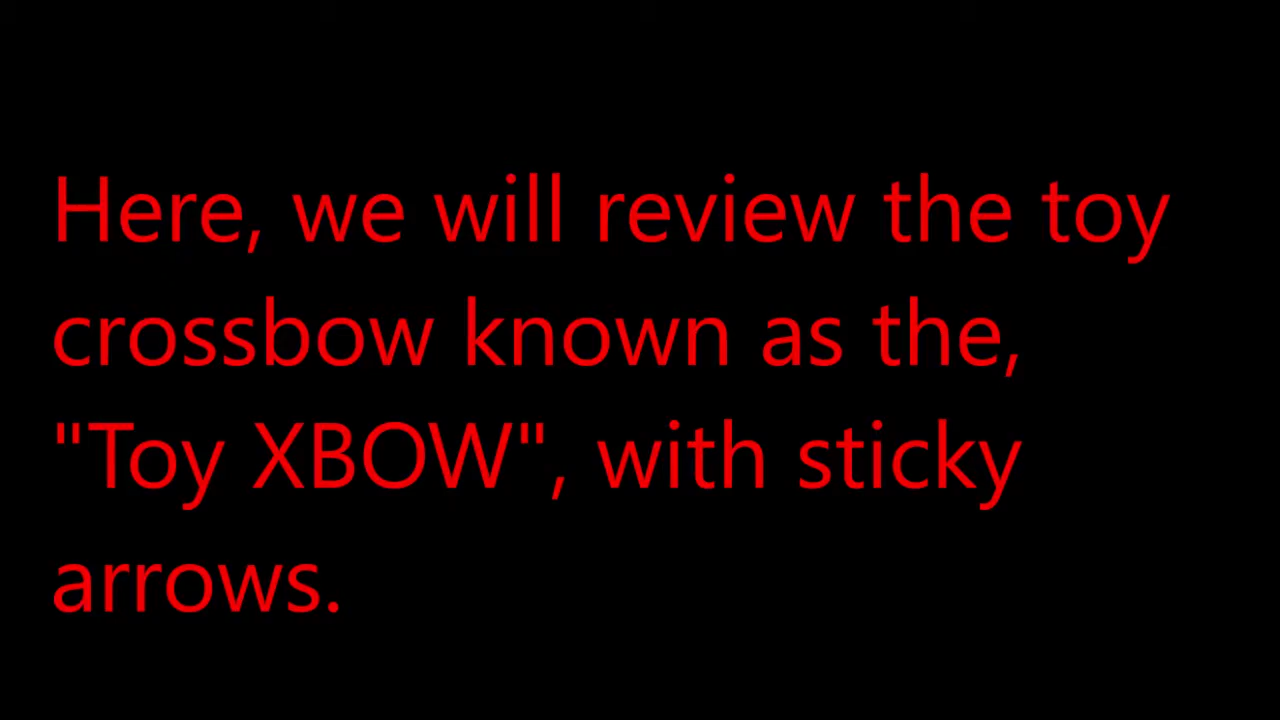 Here, we will review the toy
crossbow known as the,
"Toy XBOW", with sticky
arrows.